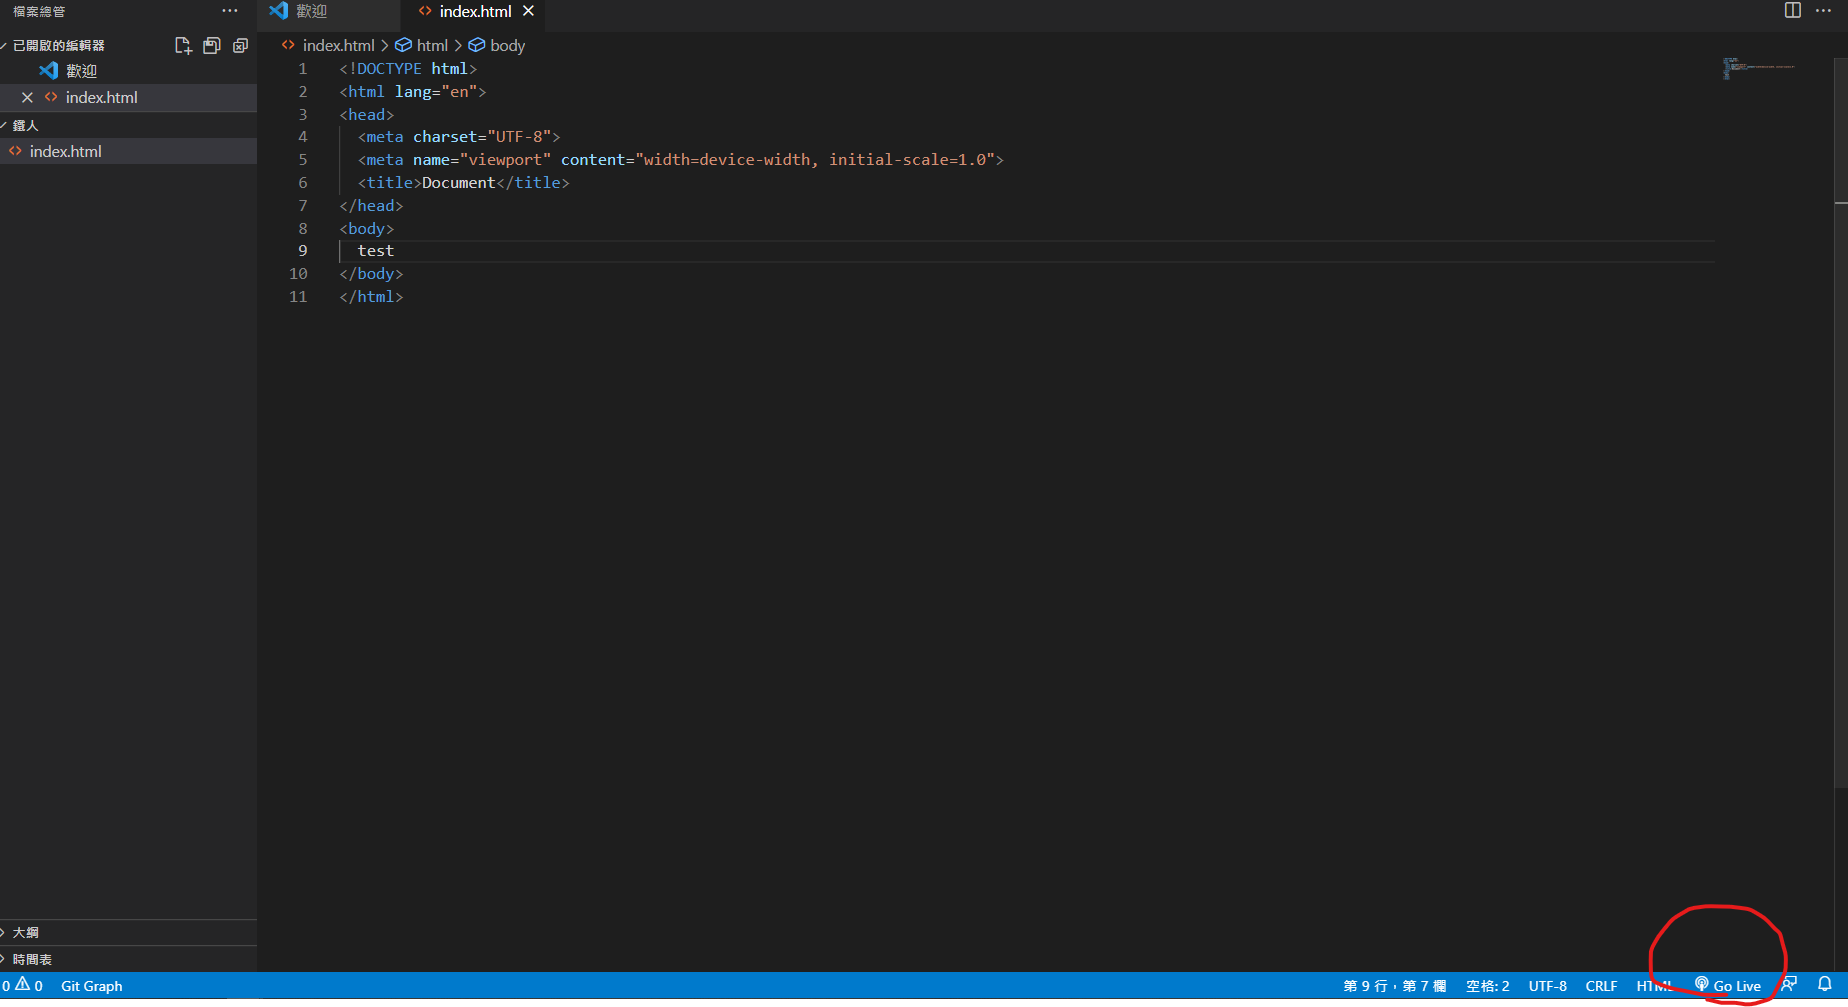 檔案總管
歡迎
index.html
已開啟的編輯器
歡迎
index.html
鐵人
index.html
index.html > html > body
1 <!DOCTYPE html>
2 <html lang="en">
3 <head>
4 <meta charset="UTF-8">
5 <meta name="viewport" content="width=device-width, initial-scale=1.0">
6 <title>Document</title>
7 </head>
8 <body>
9 test
10 </body>
11 </html>
大綱
時間表
0 0 Git Graph 第 9 行，第 7 欄 空格: 2 UTF-8 CRLF HTML Go Live